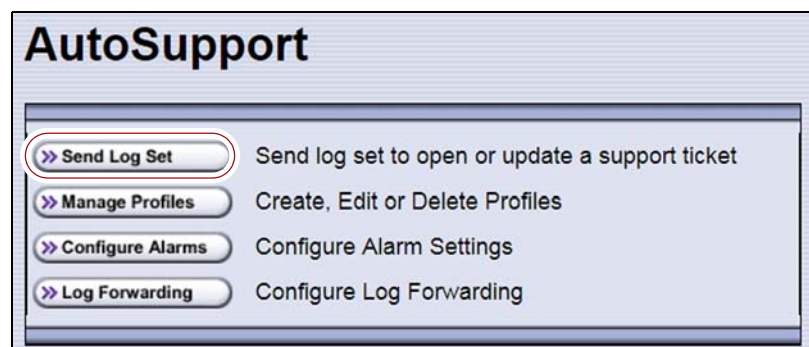 AutoSupport
» Send Log Set Send log set to open or update a support ticket
» Manage Profiles Create, Edit or Delete Profiles
» Configure Alarms Configure Alarm Settings
» Log Forwarding Configure Log Forwarding